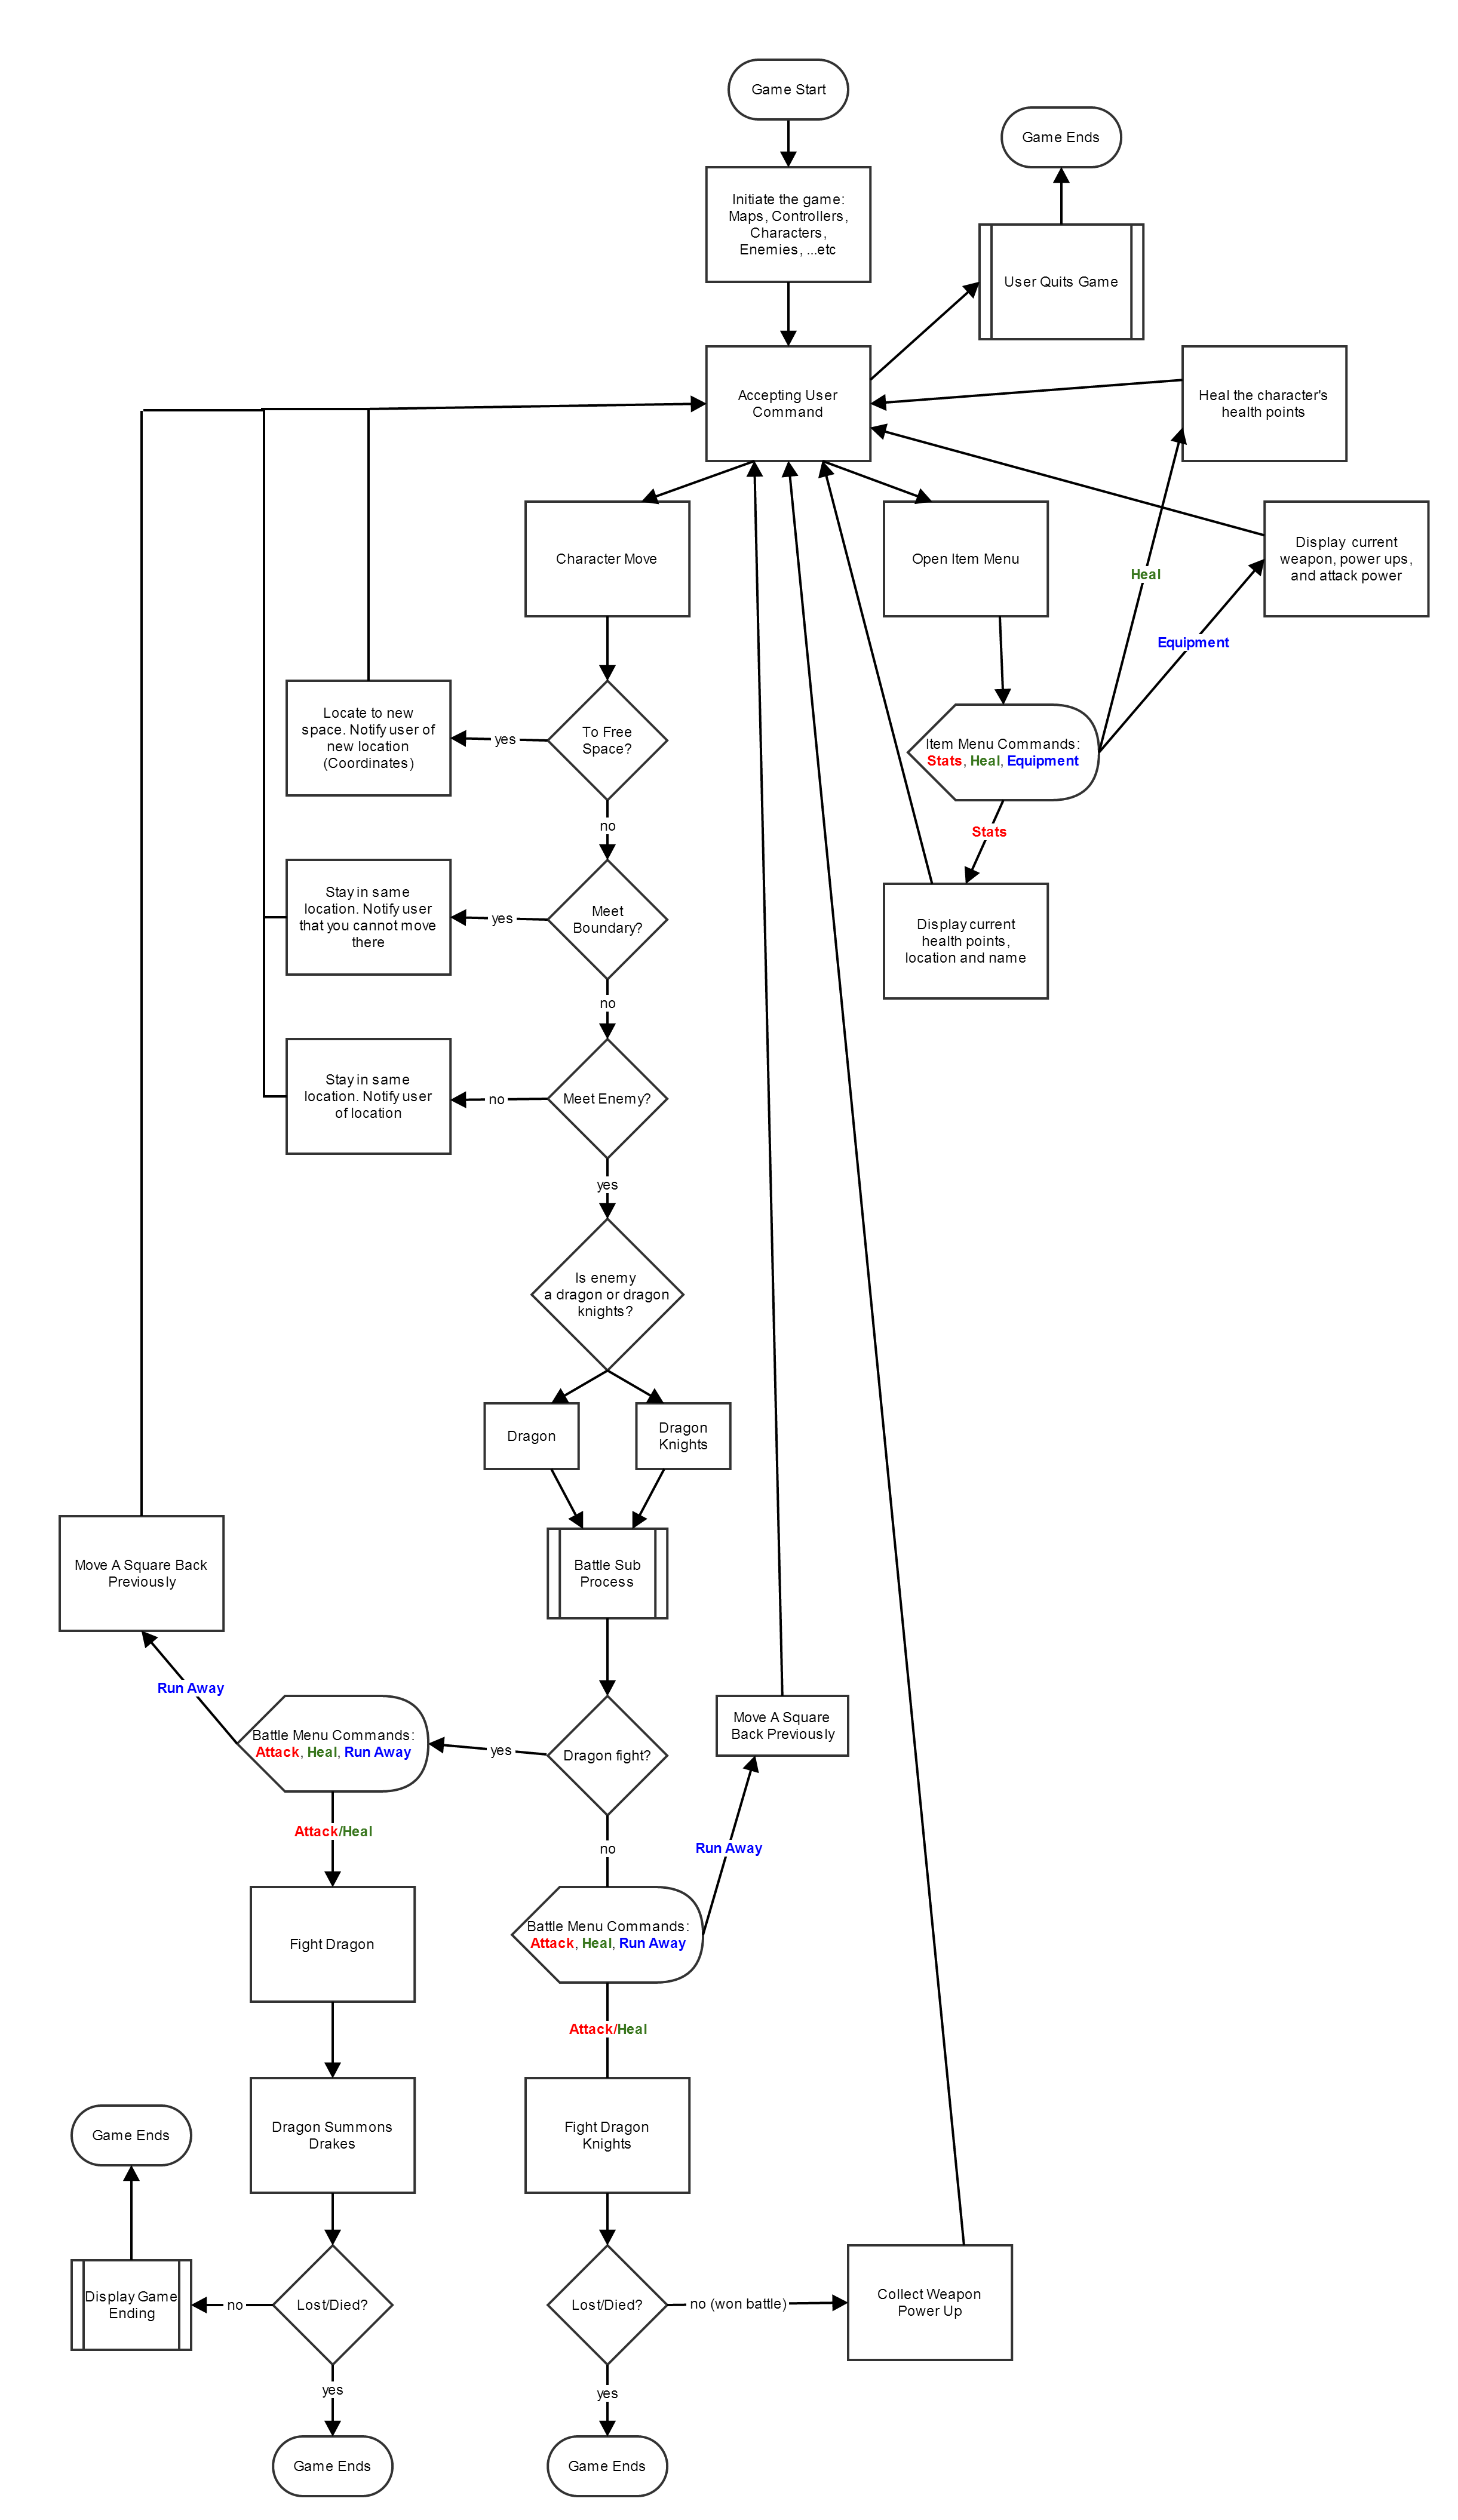 Game Start
Game Ends
Initiate the game:
Maps, Controllers,
Characters,
Enemies, ...etc
User Quits Game
Accepting User
Command
Heal the character's
health points
Character Move
Open Item Menu
Display current
weapon, power ups,
and attack power
Heal
Equipment
Locate to new
space. Notify user of
new location
(Coordinates)
yes
To Free
Space?
Item Menu Commands:
Stats, Heal, Equipment
no
Stats
Stay in same
location. Notify user
that you cannot move
there
yes
Meet
Boundary?
Display current
health points,
location and name
no
Stay in same
location. Notify user
of location
no
Meet Enemy?
yes
Is enemy
a dragon or dragon
knights?
Dragon
Dragon
Knights
Move A Square Back
Previously
Battle Sub
Process
Run Away
Battle Menu Commands:
Attack, Heal, Run Away
yes
Dragon fight?
Move A Square
Back Previously
Attack/Heal
no
Run Away
Fight Dragon
Battle Menu Commands:
Attack, Heal, Run Away
Attack/Heal
Game Ends
Dragon Summons
Drakes
Fight Dragon
Knights
Display Game
Ending
no
Lost/Died?
Lost/Died?
no (won battle)
Collect Weapon
Power Up
yes
yes
Game Ends
Game Ends